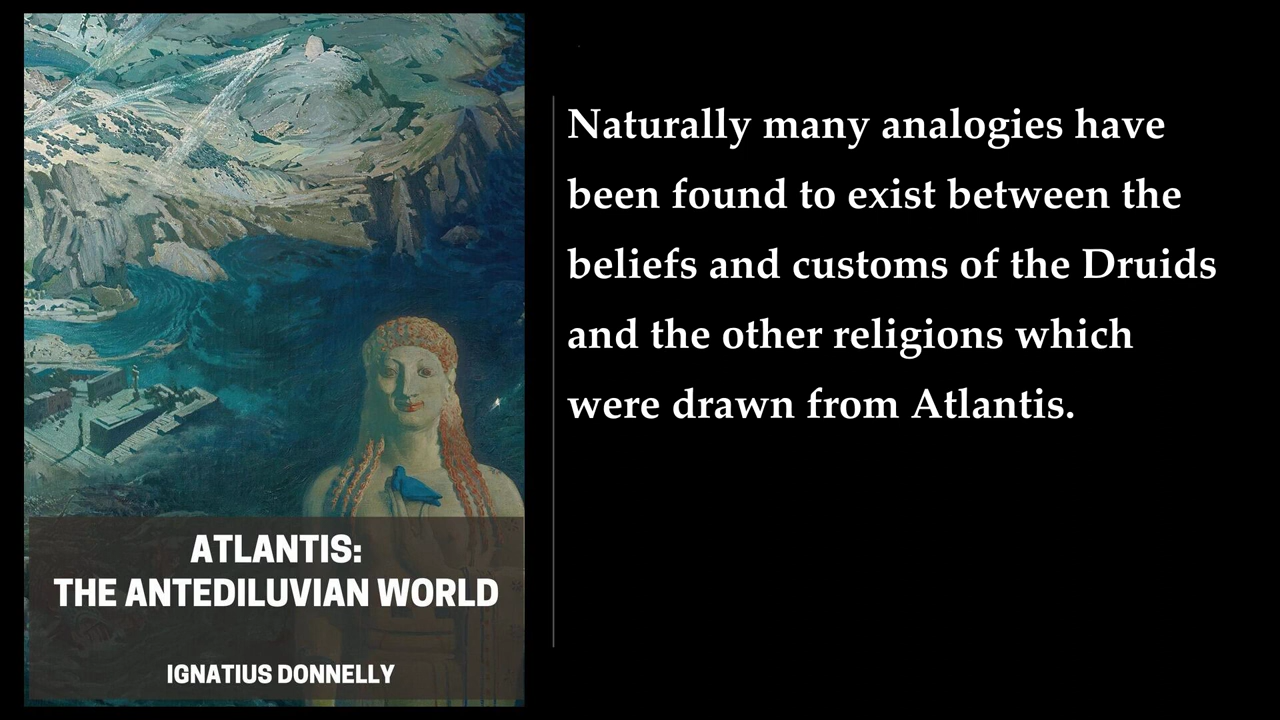 Naturally many analogies have
been found to exist between the
beliefs and customs of the Druids
and the other religions which
were drawn from Atlantis.
ATLANTIS:
THE ANTEDILUVIAN WORLD
IGNATIUS DONNELLY